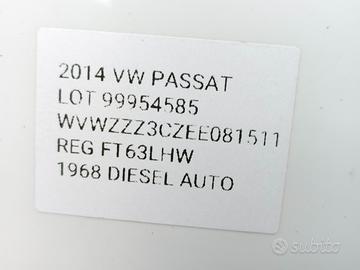 2014 VW PASSAT
LOT 99954585
WVWZZZ3CZEE081511
REG FT63LHW
1968 DIESEL AUTO
subito